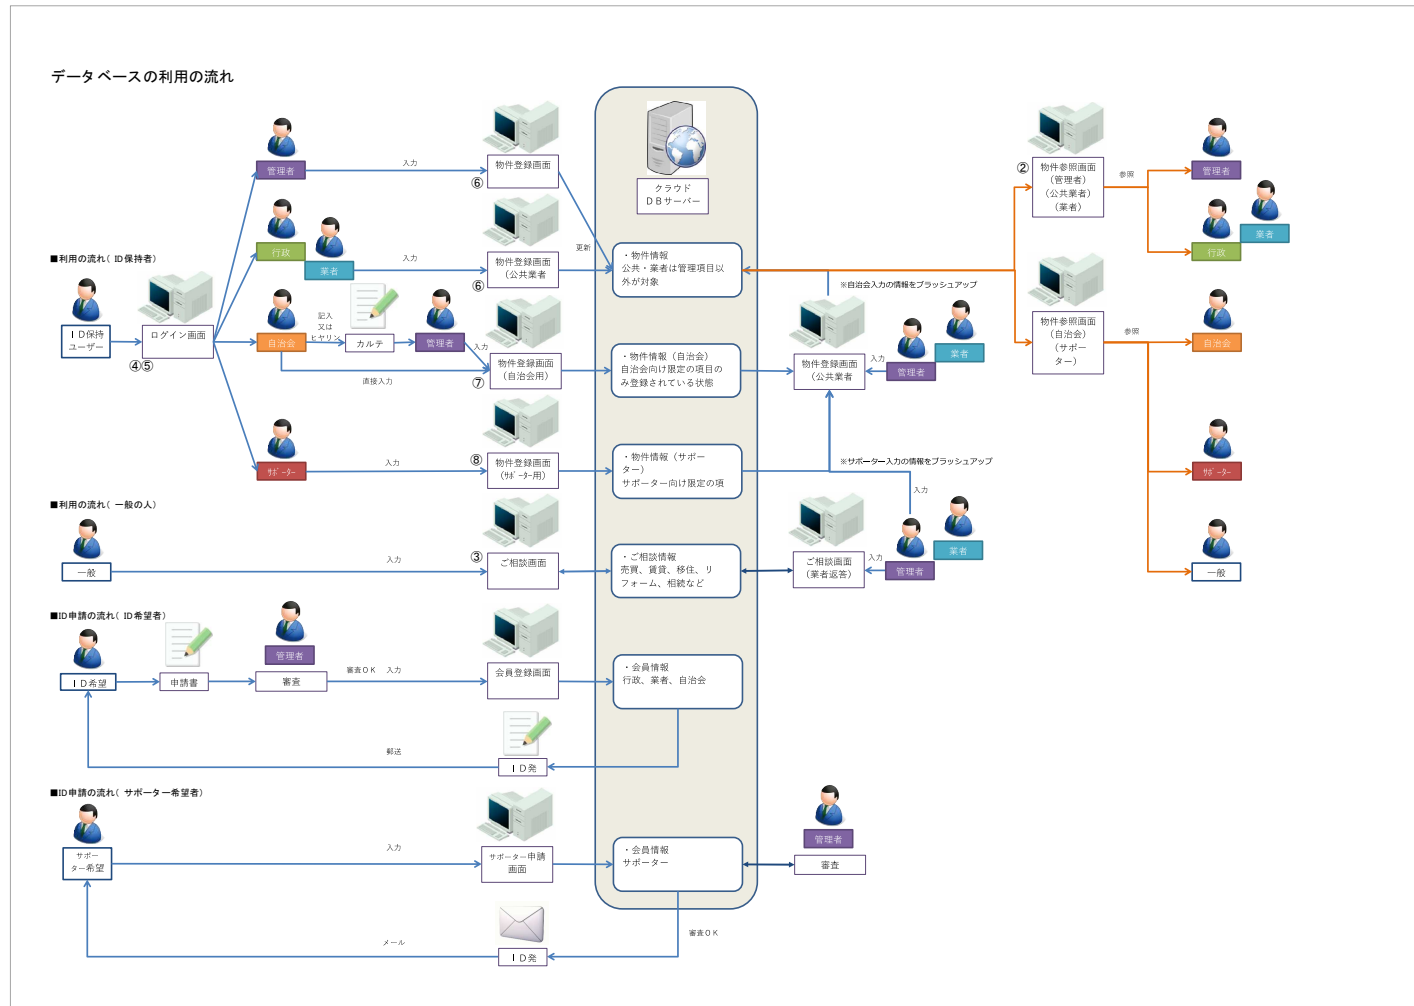 データベースの利用の流れ
■利用の流れ( ID保持者)
ID保持
ユーザー
ログイン画面
④⑤
管理者
入力
物件登録画面
⑥
行政
業者
入力
物件登録画面
(公共業者
⑥
更新
自治会
記入
又は
ヒヤリン
カルテ
管理者
入力
直接入力
物件登録画面
(自治会用)
⑦
サポーター
入力
物件登録画面
(サポーター用)
⑧
クラウド
DBサーバー
・物件情報
公共・業者は管理項目以
外が対象
・物件情報(自治会)
自治会向け限定の項目の
み登録されている状態
・物件情報(サポー
ター)
サポーター向け限定の項
※自治会入力の情報をブラッシュアップ
物件登録画面
(公共業者
入力
管理者
業者
※サポーター入力の情報をブラッシュアップ
入力
②
物件参照画面
(管理者)
(公共業者)
(業者)
参照
管理者
行政
業者
物件参照画面
(自治会)
(サポー
ター)
参照
自治会
サポーター
一般
■利用の流れ( 一般の人)
一般
入力
③
ご相談画面
・ご相談情報
売買、賃貸、移住、リ
フォーム、相続など
ご相談画面
(業者返答)
入力
管理者
業者
■ID申請の流れ( ID希望者)
ID希望
申請書
管理者
審査
審査OK 入力
会員登録画面
・会員情報
行政、業者、自治会
郵送
ID発
■ID申請の流れ( サポーター希望者)
サポー
ター希望
入力
サポーター申請
画面
・会員情報
サポーター
管理者
審査
審査OK
メール
ID発